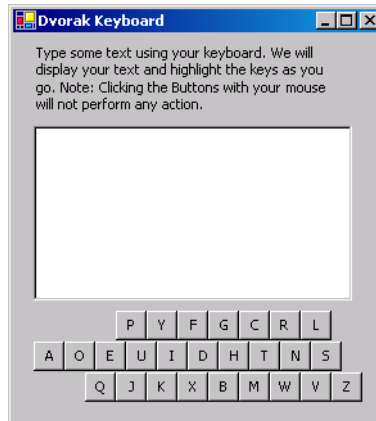 Dvorak Keyboard
Type some text using your keyboard. We will
display your text and highlight the keys as you
go. Note: Clicking the Buttons with your mouse
will not perform any action.
P Y F G C R L
A O E U I D H T N S
Q J K X B M W V Z